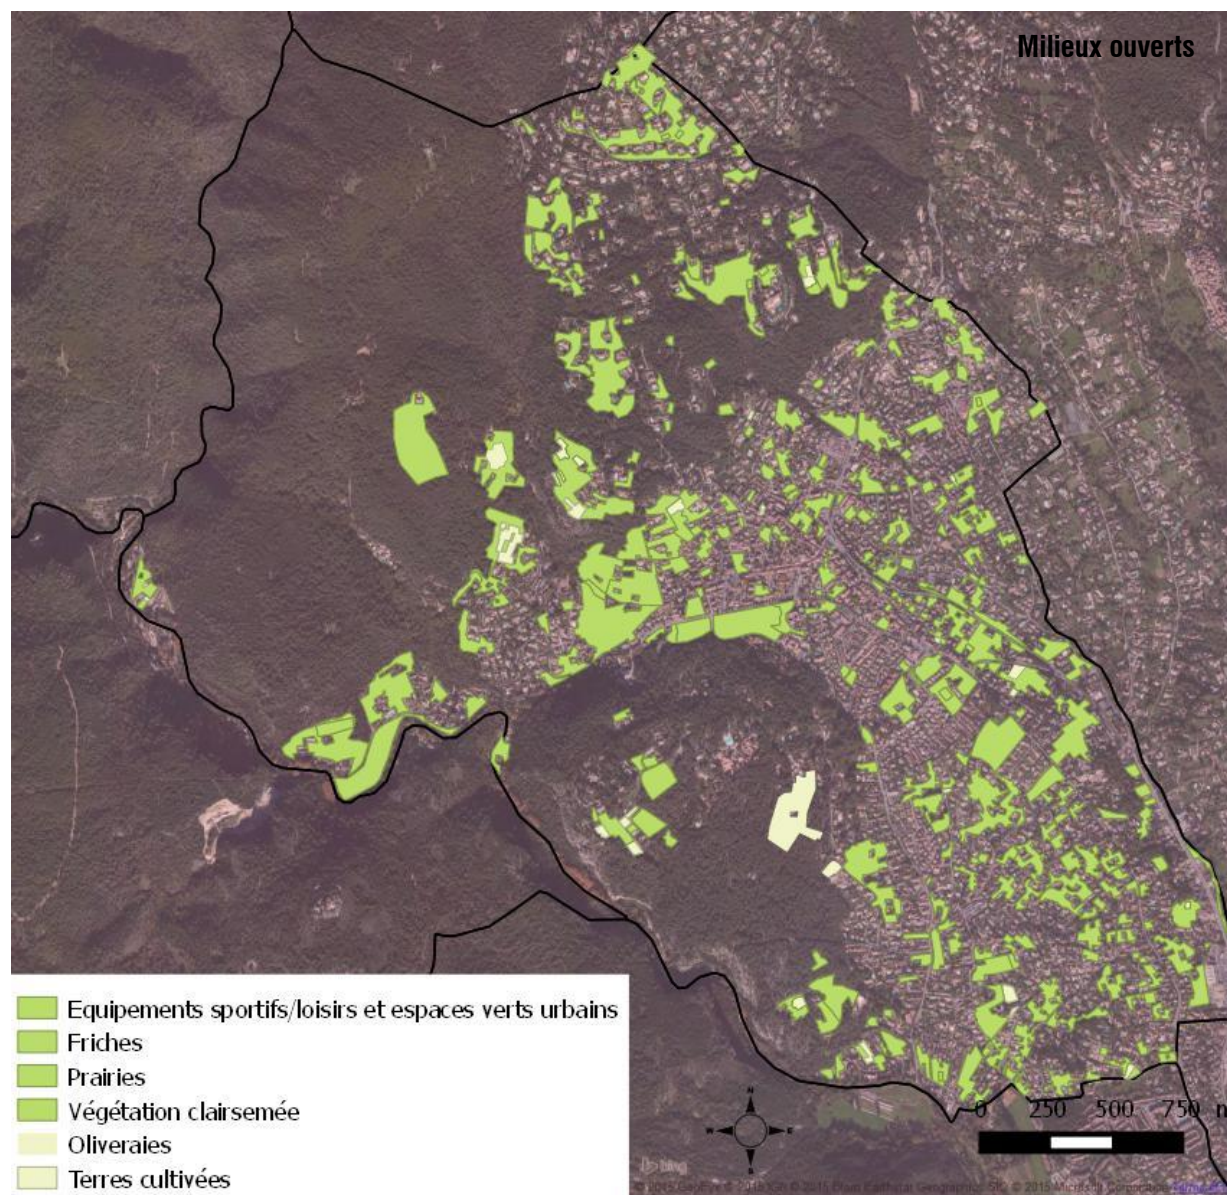 Milieux ouverts
Equipements sportifs/loisirs et espaces verts urbains
Friches
Prairies
Végétation clairsemée
Oliveraies
Terres cultivées
N
W E
S
0 250 500 750 m
bing